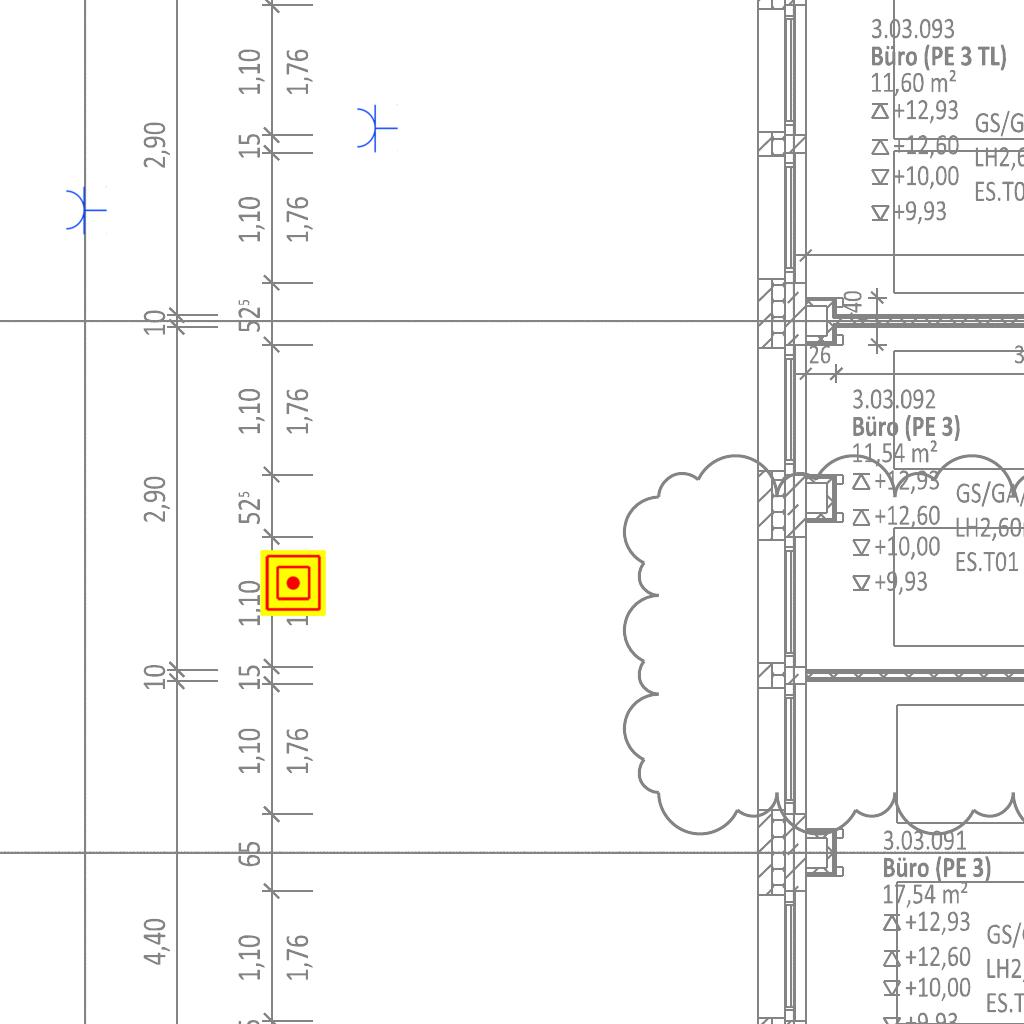 3.03.093
Büro (PE 3 TL)
11,60 m²
+12,93
+12,60
+10,00
+9,93
GS/G
LH2,6
ES.T0
1,10
1,76
2,90
15
1,10
1,76
10
52⁵
40
26
3
3.03.092
Büro (PE 3)
11,54 m²
+12,93
+12,60
+10,00
+9,93
GS/GA/
LH2,60
ES.T01
1,10
1,76
2,90
52⁵
1,10
10
15
1,10
1,76
65
3.03.091
Büro (PE 3)
17,54 m²
+12,93
+12,60
+10,00
+9,93
GS/
LH2,
ES.T
4,40
1,10
1,76